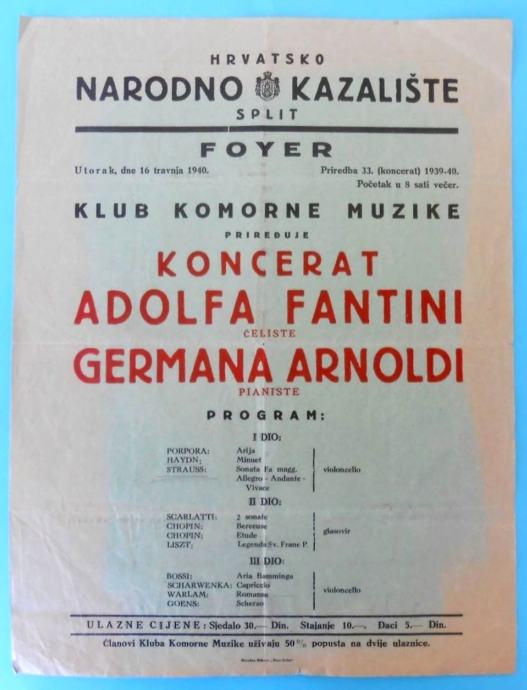 HRVATSKO
NARODNO KAZALIŠTE
SPLIT
FOYER
Utorak, dne 16 travnja 1940.
Priredba 33. (koncerat) 1939-40.
Početak u 8 sati večer.
KLUB KOMORNE MUZIKE
PRIREĐUJE
KONCERAT
ADOLFA FANTINI
ČELISTE
GERMANA ARNOLDI
PIANISTE
PROGRAM:
I DIO:
PORPORA: Arija
HAYDN: Minuet
STRAUSS: Sonata Fa magg. violoncello
Allegro - Andante -
Vivace
II DIO:
SCARLATTI: 2 sonate
CHOPIN: Berceuse glasovir
CHOPIN: Etude
LISZT: Legenda Sv. Franc P.
III DIO:
BOSSI: Aria fiamminga
SCHARWENKA: Capriccio
WARLAM: Romansa violoncello
GOENS: Scherzo
ULAZNE CIJENE: Sjedalo 30.— Din. Stajanje 10.—. Đaci 5.— Din.
Članovi Kluba Komorne Muzike uživaju 50% popusta na dvije ulaznice.